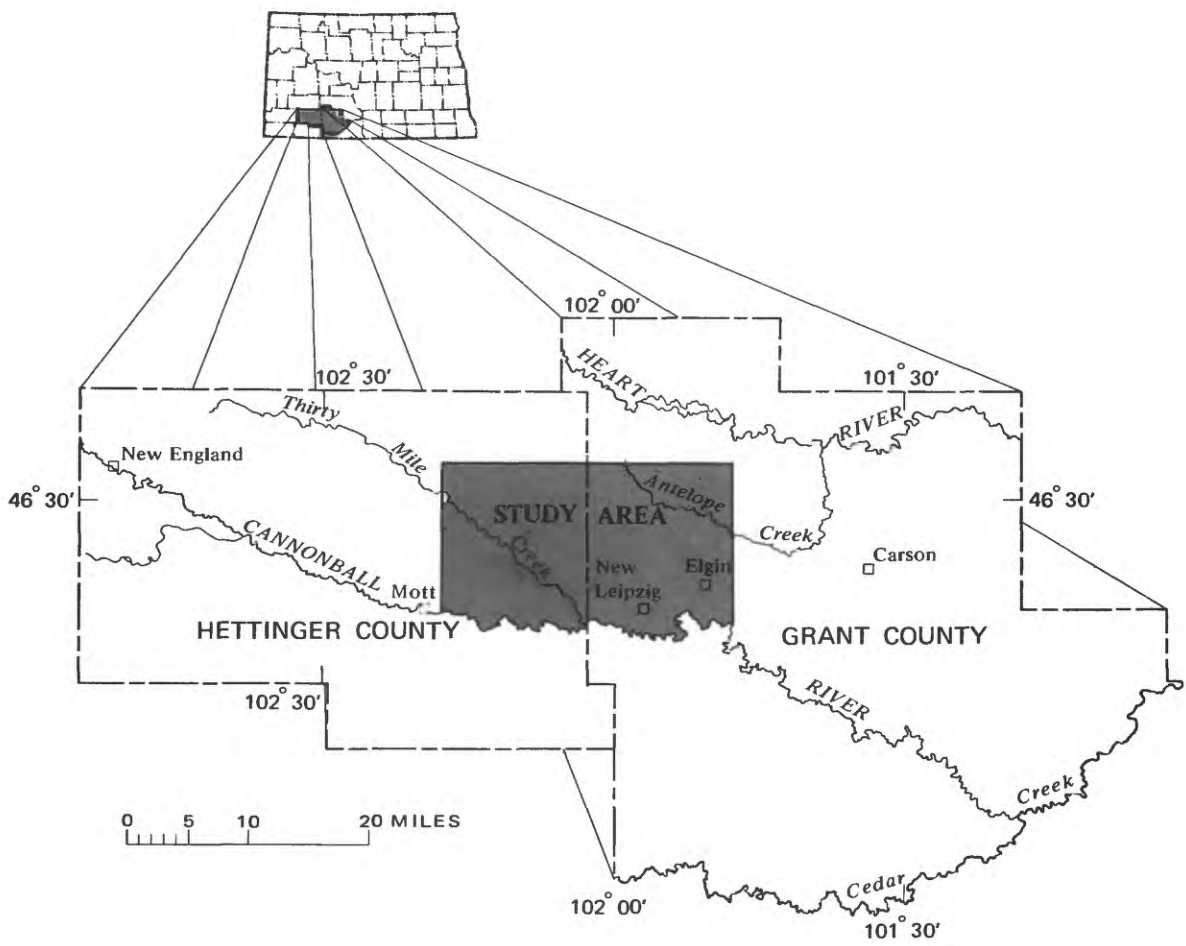 102° 00′
102° 30′
101° 30′
HEART
RIVER
Thirty
Mile
Creek
New England
46° 30′
46° 30′
Antelope
Creek
STUDY AREA
CANNONBALL
Mott
New
Leipzig
Elgin
Carson
HETTINGER COUNTY
GRANT COUNTY
102° 30′
RIVER
Creek
0 5 10 20 MILES
Cedar
102° 00′
101° 30′